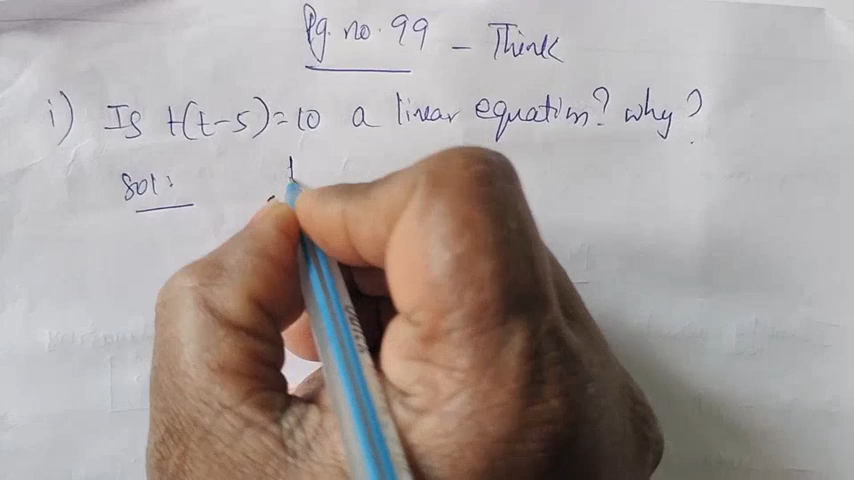 Pg. no. 99 - Think
i) Is t(t-5)=10 a linear equation? why?
Sol:
t